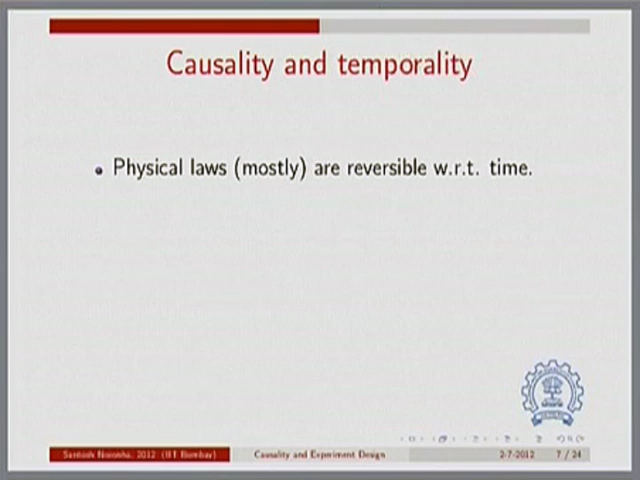 Causality and temporality
Physical laws (mostly) are reversible w.r.t. time.
Santosh Noronha, 2012 (IIT Bombay)
Causality and Experiment Design
2-7-2012
7 / 24